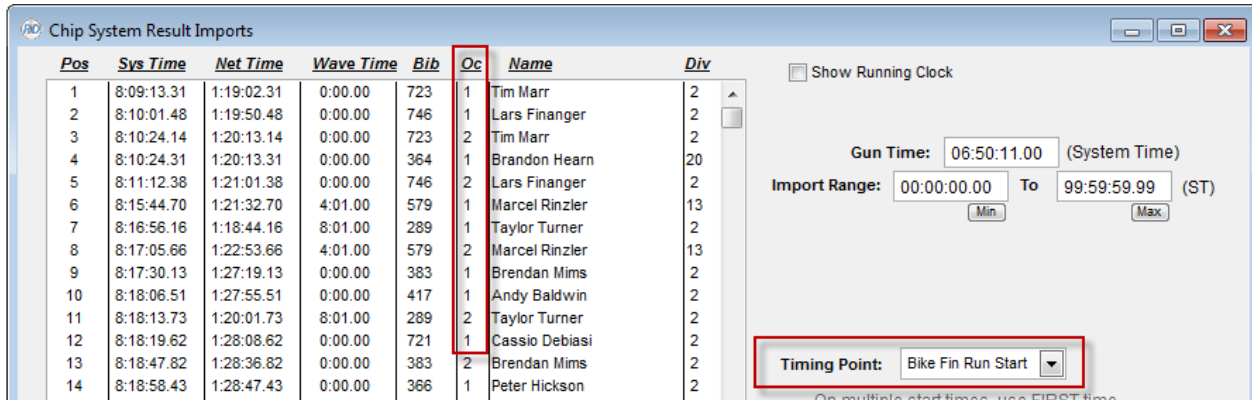 RD Chip System Result Imports
Pos Sys Time Net Time Wave Time Bib Oc Name Div
1 8:09:13.31 1:19:02.31 0:00.00 723 1 Tim Marr 2
2 8:10:01.48 1:19:50.48 0:00.00 746 1 Lars Finanger 2
3 8:10:24.14 1:20:13.14 0:00.00 723 2 Tim Marr 2
4 8:10:24.31 1:20:13.31 0:00.00 364 1 Brandon Hearn 20
5 8:11:12.38 1:21:01.38 0:00.00 746 2 Lars Finanger 2
6 8:15:44.70 1:21:32.70 4:01.00 579 1 Marcel Rinzler 13
7 8:16:56.16 1:18:44.16 8:01.00 289 1 Taylor Turner 2
8 8:17:05.66 1:22:53.66 4:01.00 579 2 Marcel Rinzler 13
9 8:17:30.13 1:27:19.13 0:00.00 383 1 Brendan Mims 2
10 8:18:06.51 1:27:55.51 0:00.00 417 1 Andy Baldwin 2
11 8:18:13.73 1:20:01.73 8:01.00 289 2 Taylor Turner 2
12 8:18:19.62 1:28:08.62 0:00.00 721 1 Cassio Debiasi 2
13 8:18:47.82 1:28:36.82 0:00.00 383 2 Brendan Mims 2
14 8:18:58.43 1:28:47.43 0:00.00 366 1 Peter Hickson 2
Show Running Clock
Gun Time: 06:50:11.00 (System Time)
Import Range: 00:00:00.00 To 99:59:59.99 (ST)
Min Max
Timing Point: Bike Fin Run Start
On multiple start times, use FIRST time